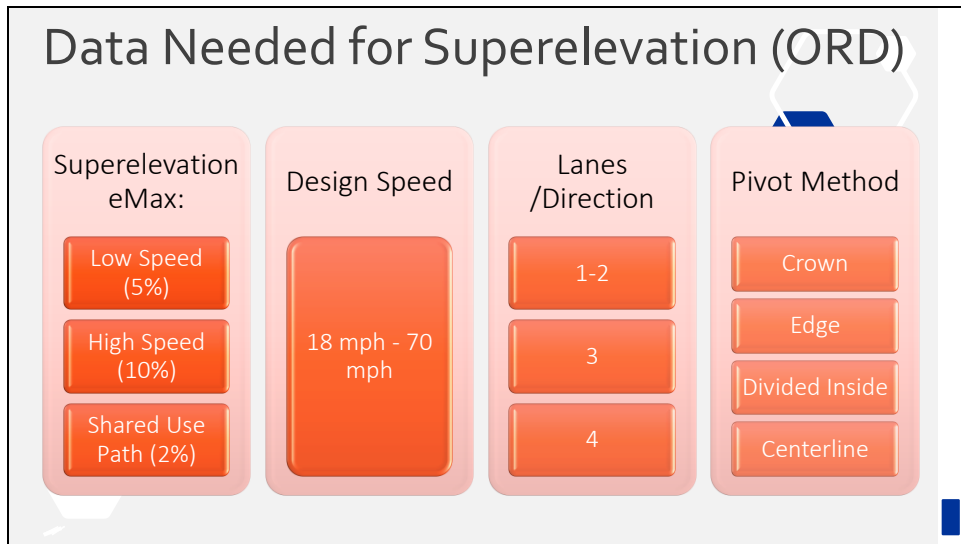 Data Needed for Superelevation (ORD)
Superelevation
eMax:
Low Speed
(5%)
High Speed
(10%)
Shared Use
Path (2%)
Design Speed
18 mph - 70
mph
Lanes
/Direction
1-2
3
4
Pivot Method
Crown
Edge
Divided Inside
Centerline